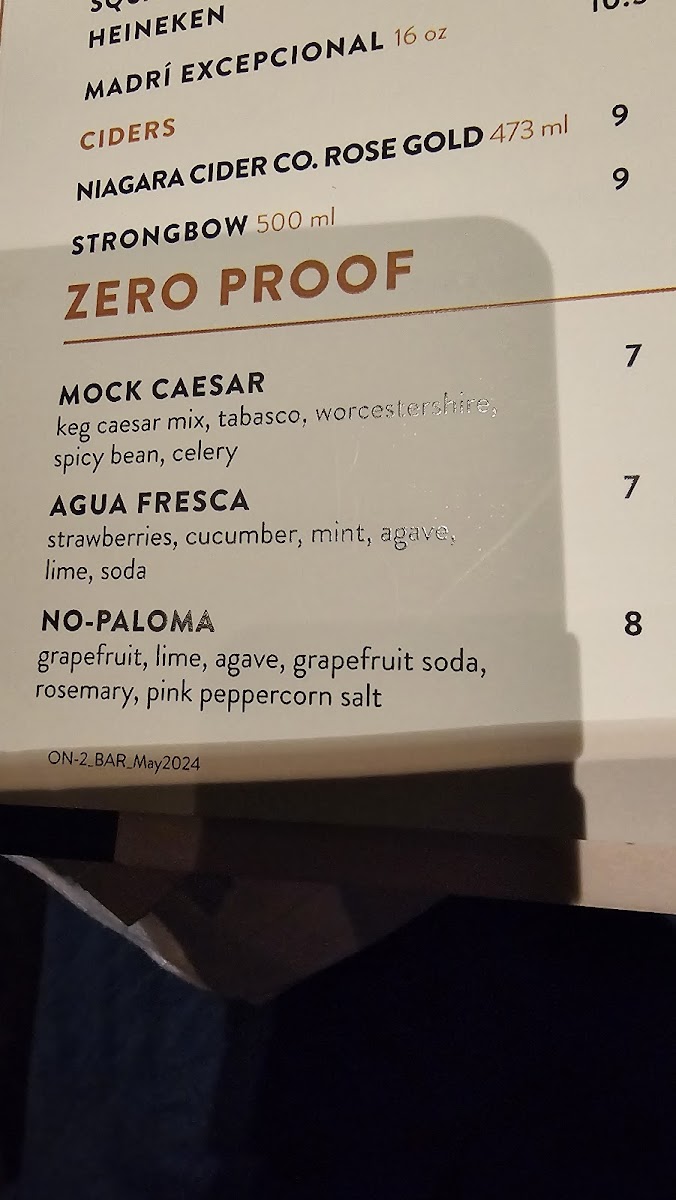 HEINEKEN
MADRÍ EXCEPCIONAL 16 oz
CIDERS
NIAGARA CIDER CO. ROSE GOLD 473 ml 9
STRONGBOW 500 ml 9
ZERO PROOF
MOCK CAESAR 7
keg caesar mix, tabasco, worcestershire,
spicy bean, celery
AGUA FRESCA 7
strawberries, cucumber, mint, agave,
lime, soda
NO-PALOMA 8
grapefruit, lime, agave, grapefruit soda,
rosemary, pink peppercorn salt
ON-2_BAR_May2024